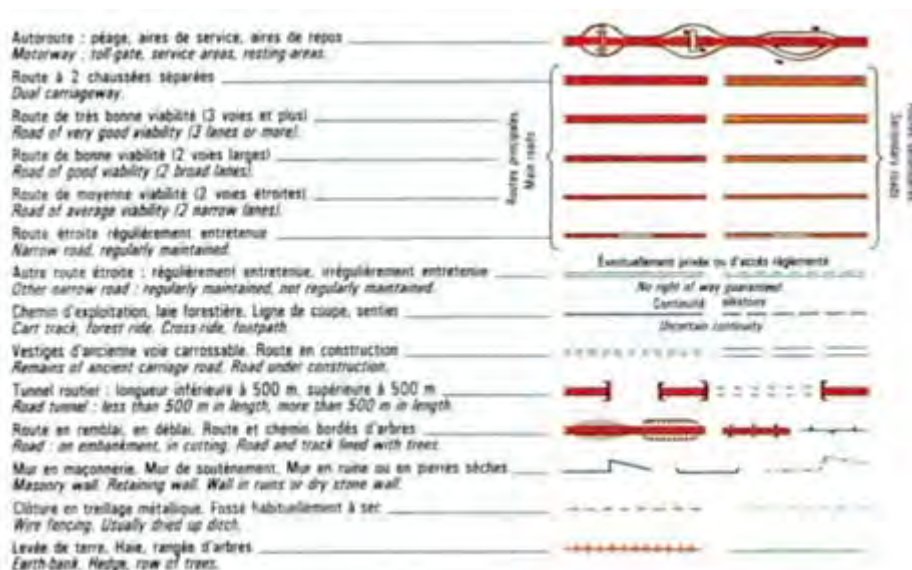 Autoroute : péage, aires de service, aires de repos
Motorway : toll-gate, service areas, resting areas.
Route à 2 chaussées séparées
Dual carriageway.
Route de très bonne viabilité (3 voies et plus)
Road of very good viability (3 lanes or more).
Route de bonne viabilité (2 voies larges)
Road of good viability (2 broad lanes).
Route de moyenne viabilité (2 voies étroites)
Road of average viability (2 narrow lanes).
Route étroite régulièrement entretenue
Narrow road, regularly maintained.
Routes principales
Main roads
Secondary roads
Autre route étroite : régulièrement entretenue, irrégulièrement entretenue
Other narrow road : regularly maintained, not regularly maintained.
Éventuellement privée ou d'accès réglementé
No right of way guaranteed
Chemin d'exploitation, laie forestière. Ligne de coupe, sentier
Cart track, forest ride. Cross-ride, footpath.
Continuité aléatoire
Uncertain continuity
Vestiges d'ancienne voie carrossable. Route en construction
Remains of ancient carriage road. Road under construction.
Tunnel routier : longueur inférieure à 500 m, supérieure à 500 m
Road tunnel : less than 500 m in length, more than 500 m in length.
Route en remblai, en déblai. Route et chemin bordés d'arbres
Road : on embankment, in cutting. Road and track lined with trees.
Mur en maçonnerie. Mur de soutènement. Mur en ruine ou en pierres sèches
Masonry wall. Retaining wall. Wall in ruins or dry stone wall.
Clôture en treillage métallique. Fossé habituellement à sec
Wire fencing. Usually dried up ditch.
Levée de terre. Haie, rangée d'arbres
Earth-bank. Hedge, row of trees.